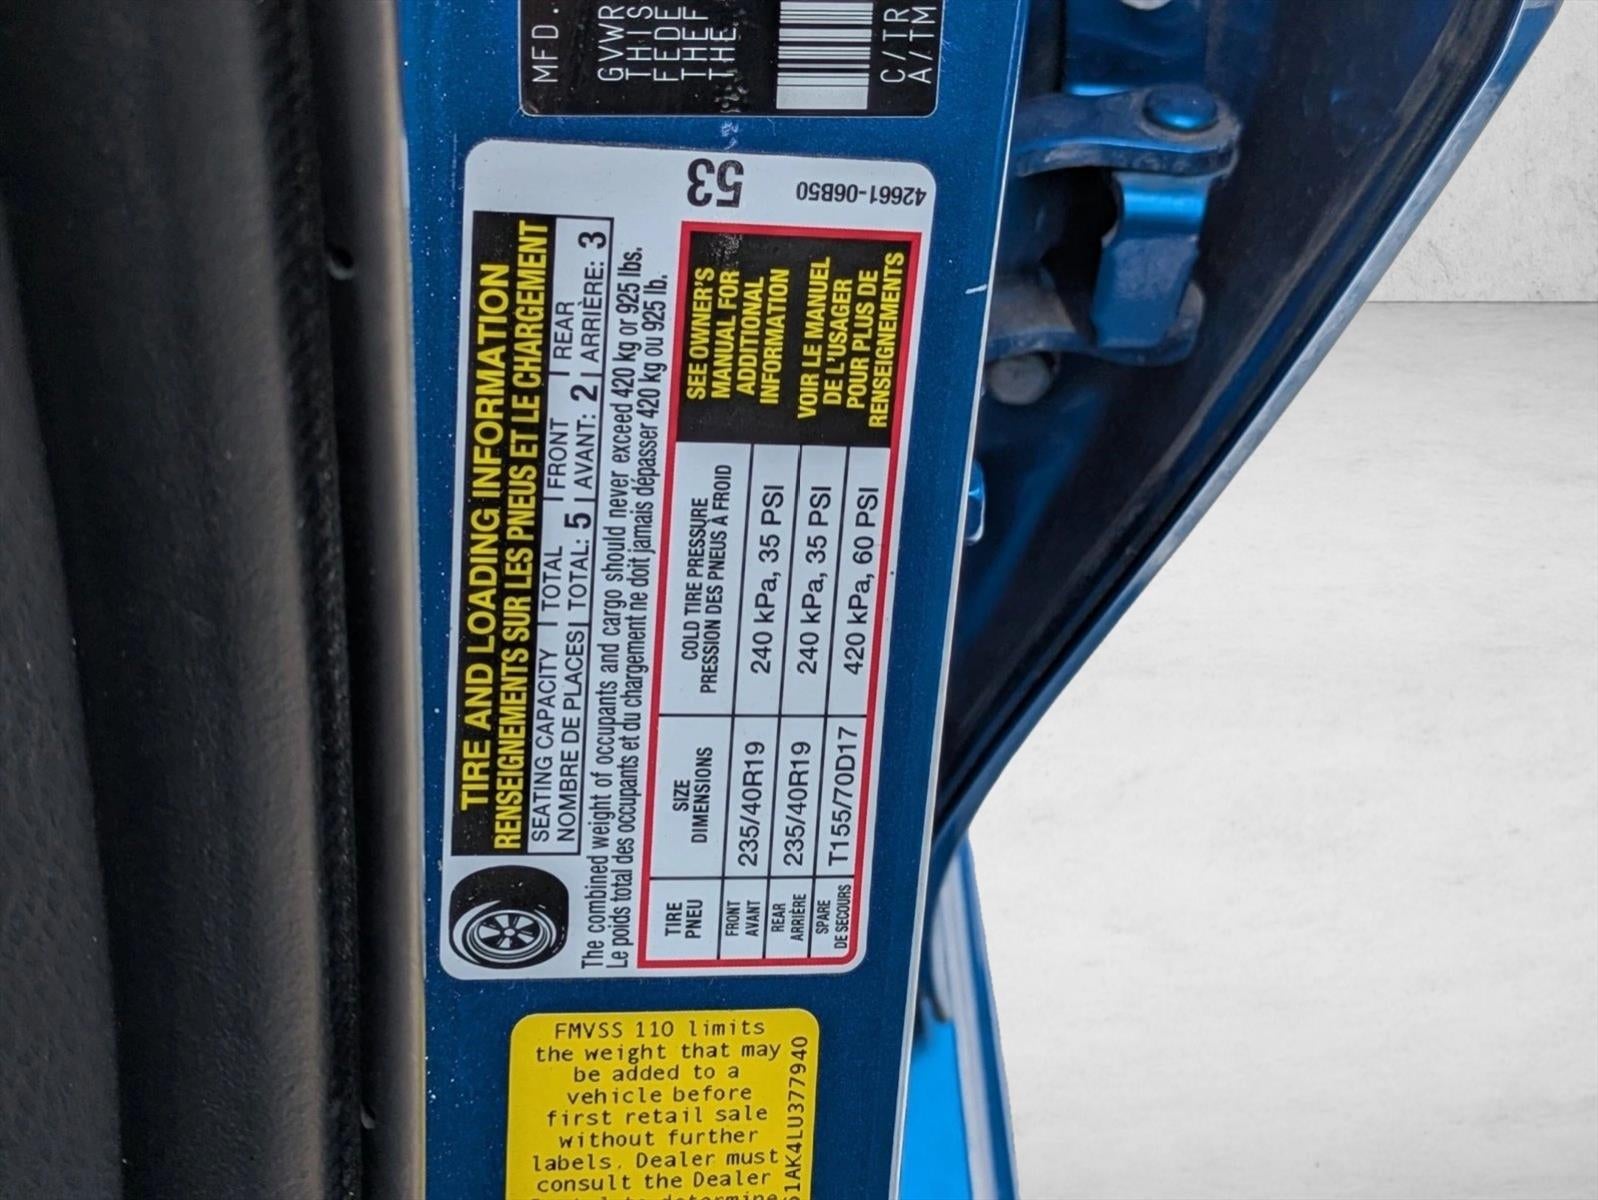 MFD.
GVWR
THIS
FEDE
THEF
THE
C/TR
A/TM
TIRE AND LOADING INFORMATION
RENSEIGNEMENTS SUR LES PNEUS ET LE CHARGEMENT
SEATING CAPACITY TOTAL FRONT REAR
NOMBRE DE PLACES TOTAL: 5 AVANT: 2 ARRIÈRE: 3
The combined weight of occupants and cargo should never exceed 420 kg or 925 lbs.
Le poids total des occupants et du chargement ne doit jamais dépasser 420 kg ou 925 lb.
53
42661-06B50
TIRE SIZE COLD TIRE PRESSURE
PNEU DIMENSIONS PRESSION DES PNEUS À FROID
FRONT
AVANT 235/40R19 240 kPa, 35 PSI
REAR
ARRIÈRE 235/40R19 240 kPa, 35 PSI
SPARE
DE SECOURS T155/70D17 420 kPa, 60 PSI
SEE OWNER'S
MANUAL FOR
ADDITIONAL
INFORMATION
VOIR LE MANUEL
DE L'USAGER
POUR PLUS DE
RENSEIGNEMENTS
FMVSS 110 limits
the weight that may
be added to a
vehicle before
first retail sale
without further
labels. Dealer must
consult the Dealer
to determine
1AK4LU377940